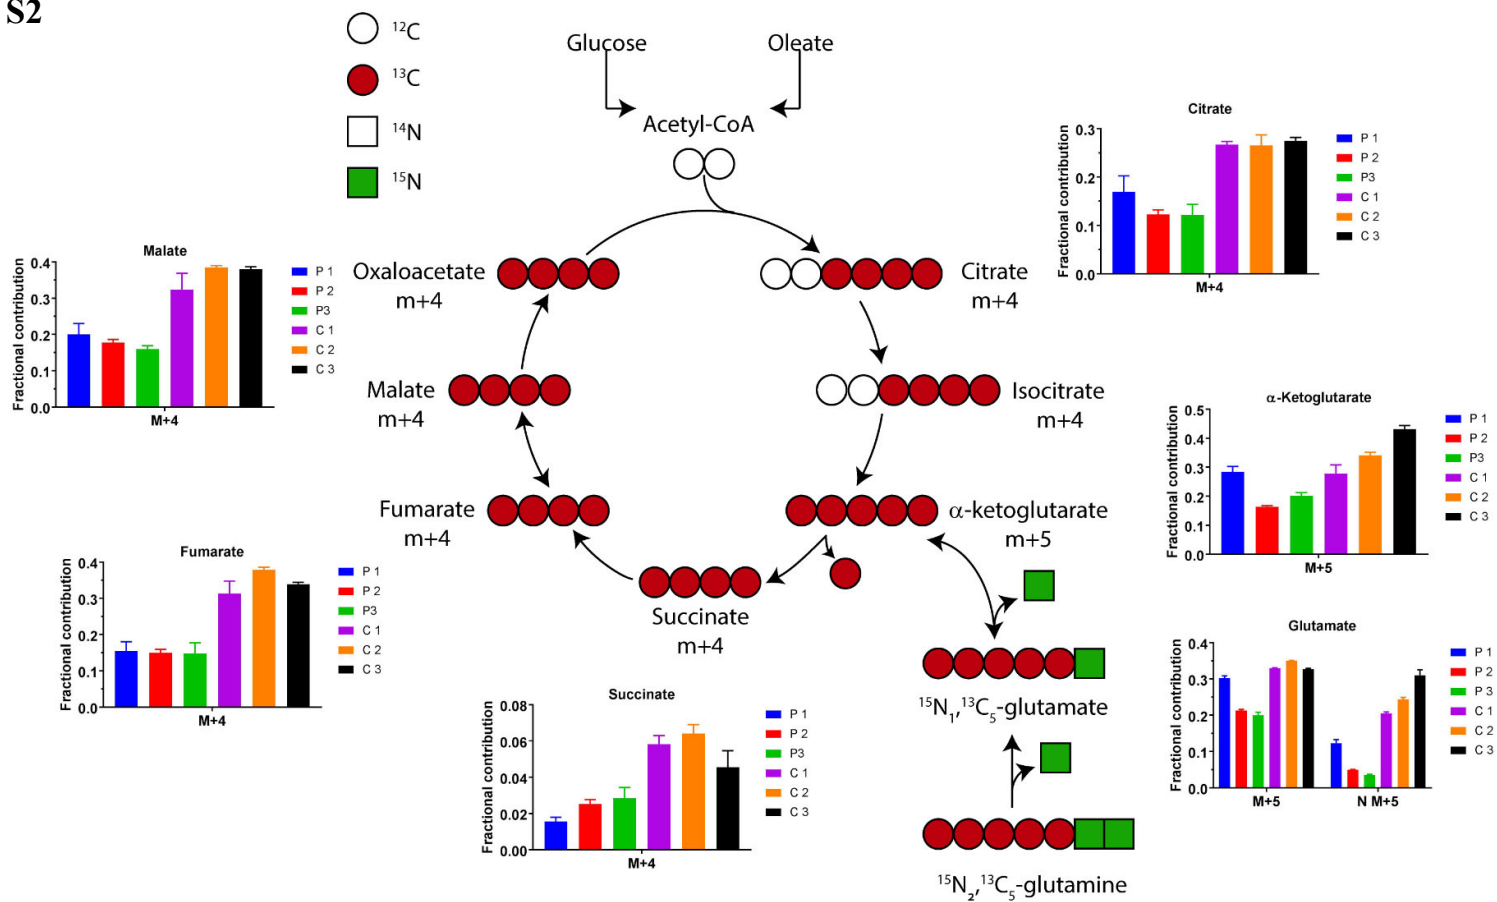 S2
¹²C
¹³C
¹⁴N
¹⁵N
Glucose
Oleate
Acetyl-CoA
Oxaloacetate
m+4
Citrate
m+4
Malate
m+4
Isocitrate
m+4
Fumarate
m+4
α-ketoglutarate
m+5
Succinate
m+4
¹⁵N₁,¹³C₅-glutamate
¹⁵N₂,¹³C₅-glutamine
Citrate
Fractional contribution
0.3
0.2
0.1
0.0
M+4
P 1
P 2
P3
C 1
C 2
C 3
Malate
Fractional contribution
0.4
0.3
0.2
0.1
0.0
M+4
P 1
P 2
P3
C 1
C 2
C 3
α-Ketoglutarate
Fractional contribution
0.5
0.4
0.3
0.2
0.1
0.0
M+5
P 1
P 2
P3
C 1
C 2
C 3
Fumarate
Fractional contribution
0.4
0.3
0.2
0.1
0.0
M+4
P 1
P 2
P3
C 1
C 2
C 3
Glutamate
Fractional contribution
0.4
0.3
0.2
0.1
0.0
M+5
N M+5
P 1
P 2
P 3
C 1
C 2
C 3
Succinate
Fractional contribution
0.08
0.06
0.04
0.02
0.00
M+4
P 1
P 2
P3
C 1
C 2
C 3